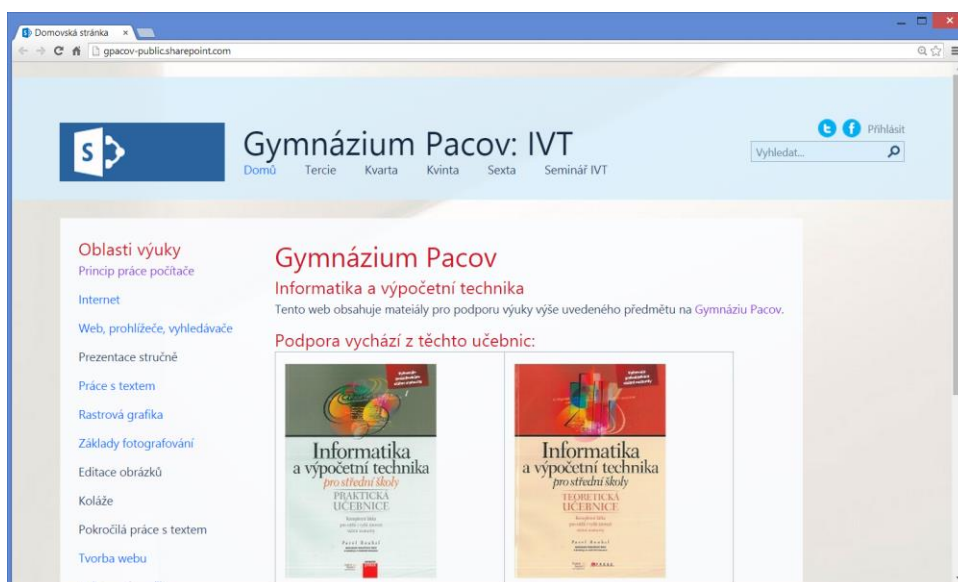 Domovská stránka
gpacov-public.sharepoint.com
Gymnázium Pacov: IVT
Přihlásit
Vyhledat...
Domů Tercie Kvarta Kvinta Sexta Seminář IVT
Oblasti výuky
Princip práce počítače
Internet
Web, prohlížeče, vyhledávače
Prezentace stručně
Práce s textem
Rastrová grafika
Základy fotografování
Editace obrázků
Koláže
Pokročilá práce s textem
Tvorba webu
Gymnázium Pacov
Informatika a výpočetní technika
Tento web obsahuje mateiály pro podporu výuky výše uvedeného předmětu na Gymnáziu Pacov.
Podpora vychází z těchto učebnic:
Informatika
a výpočetní technika
pro střední školy
PRAKTICKÁ
UČEBNICE
Informatika
a výpočetní technika
pro střední školy
TEORETICKÁ
UČEBNICE